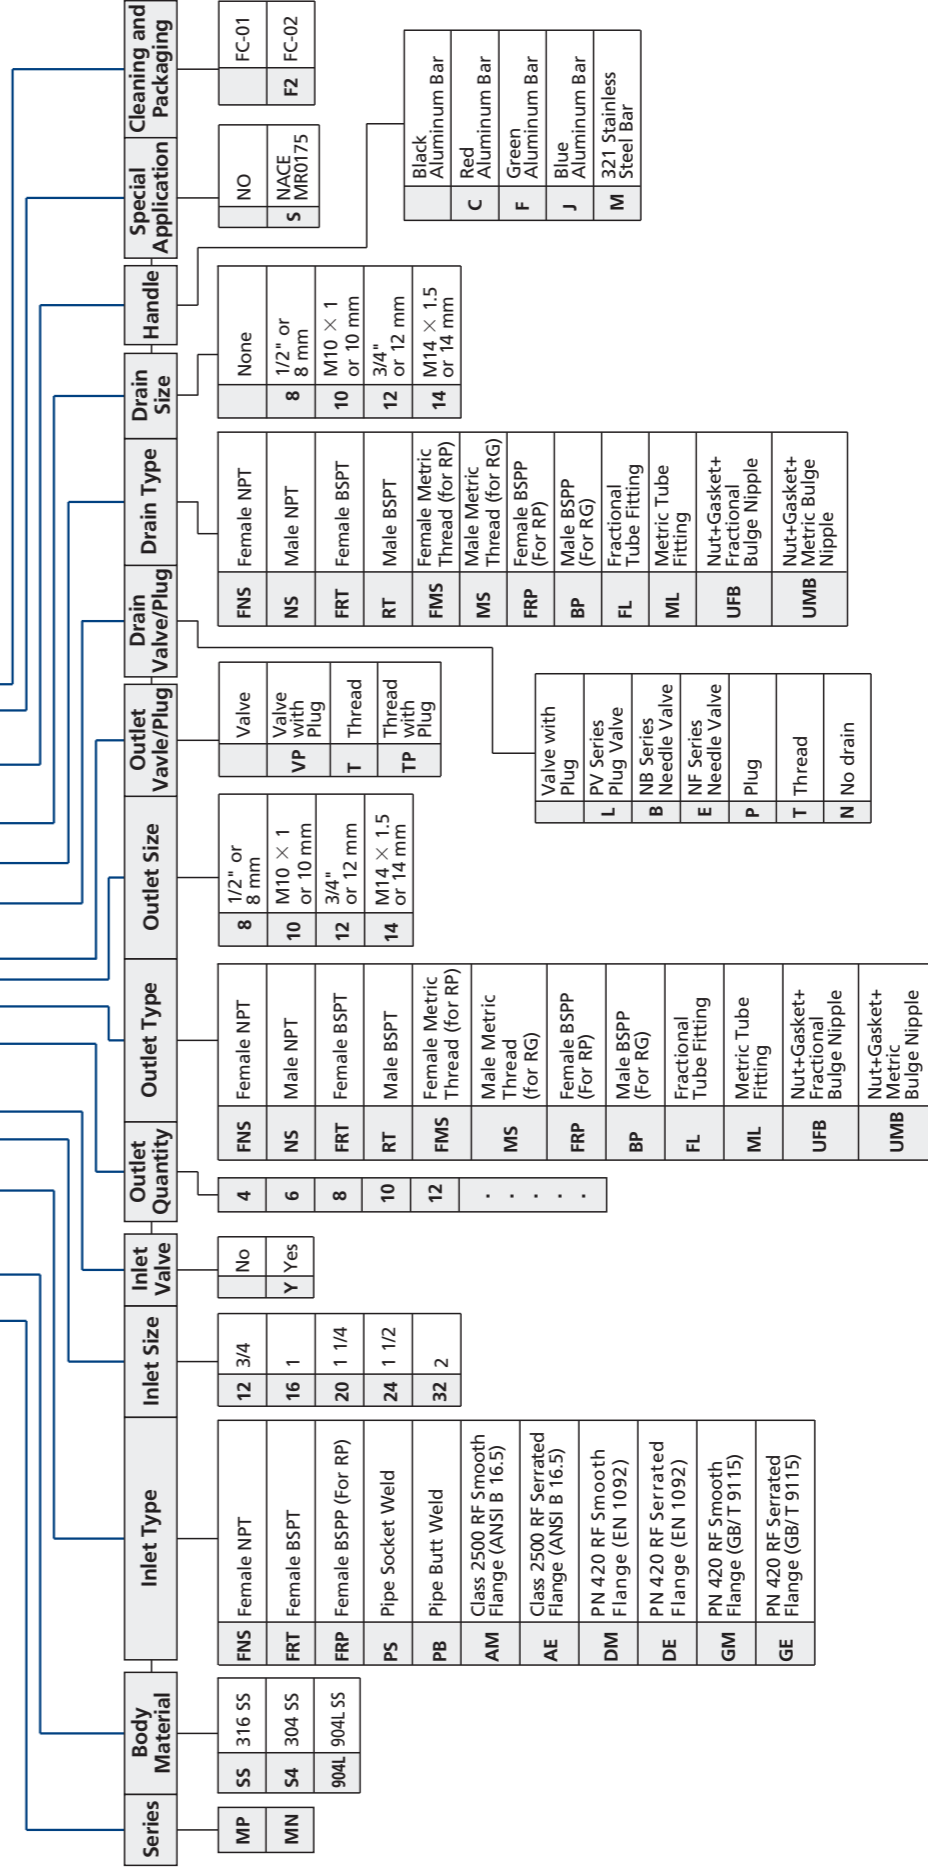 Series
MP
MN
Body
Material
SS 316 SS
S4 304 SS
904L 904L SS
Inlet Type
FNS Female NPT
FRT Female BSPT
FRP Female BSPP (For RP)
PS Pipe Socket Weld
PB Pipe Butt Weld
AM Class 2500 RF Smooth
Flange (ANSI B 16.5)
AE Class 2500 RF Serrated
Flange (ANSI B 16.5)
DM PN 420 RF Smooth
Flange (EN 1092)
DE PN 420 RF Serrated
Flange (EN 1092)
GM PN 420 RF Smooth
Flange (GB/ T 9115)
GE PN 420 RF Serrated
Flange (GB/ T 9115)
Inlet Size
12 3/4
16 1
20 1 1/4
24 1 1/2
32 2
Inlet
Valve
No
Y Yes
Outlet
Quantity
4
6
8
10
12
. . . . .
Outlet Type
FNS Female NPT
NS Male NPT
FRT Female BSPT
RT Male BSPT
FMS Female Metric
Thread (for RP)
MS Male Metric
Thread
(for RG)
FRP Female BSPP
(For RP)
BP Male BSPP
(For RG)
FL Fractional
Tube Fitting
ML Metric Tube
Fitting
UFB Nut+Gasket+
Fractional
Bulge Nipple
UMB Nut+Gasket+
Metric
Bulge Nipple
Outlet Size
8 1/2" or
8 mm
10 M10 × 1
or 10 mm
12 3/4"
or 12 mm
14 M14 × 1.5
or 14 mm
Outlet
Vavle/Plug
Valve
VP Valve
with
Plug
T Thread
TP Thread
with
Plug
Drain
Valve/Plug
Valve with
Plug
L PV Series
Plug Valve
B NB Series
Needle Valve
E NF Series
Needle Valve
P Plug
T Thread
N No drain
Drain Type
FNS Female NPT
NS Male NPT
FRT Female BSPT
RT Male BSPT
FMS Female Metric
Thread (for RP)
MS Male Metric
Thread (for RG)
FRP Female BSPP
(For RP)
BP Male BSPP
(For RG)
FL Fractional
Tube Fitting
ML Metric Tube
Fitting
UFB Nut+Gasket+
Fractional
Bulge Nipple
UMB Nut+Gasket+
Metric Bulge
Nipple
Drain
Size
None
8 1/2" or
8 mm
10 M10 × 1
or 10 mm
12 3/4"
or 12 mm
14 M14 × 1.5
or 14 mm
Handle
Black
Aluminum Bar
C Red
Aluminum Bar
F Green
Aluminum Bar
J Blue
Aluminum Bar
M 321 Stainless
Steel Bar
Special
Application
NO
S NACE
MR0175
Cleaning and
Packaging
FC-01
F2 FC-02